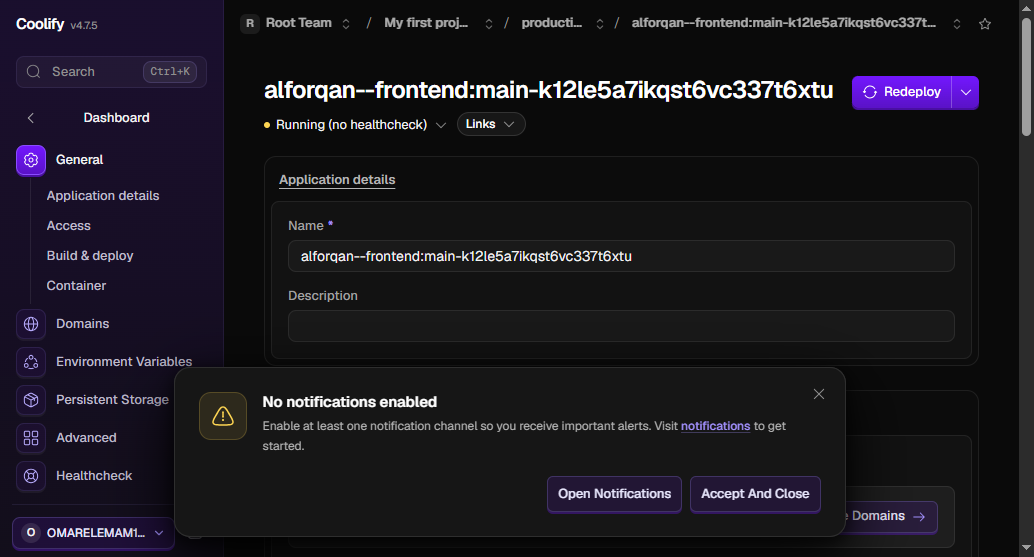 Coolify v4.7.5
R Root Team / My first proj... / producti... / alforqan--frontend:main-k12le5a7ikqst6vc337t...
Search Ctrl+K
Dashboard
General
Application details
Access
Build & deploy
Container
Domains
Environment Variables
Persistent Storage
Advanced
Healthcheck
O OMARELEMAM1...
alforqan--frontend:main-k12le5a7ikqst6vc337t6xtu
Redeploy
Running (no healthcheck)
Links
Application details
Name *
alforqan--frontend:main-k12le5a7ikqst6vc337t6xtu
Description
No notifications enabled
Enable at least one notification channel so you receive important alerts. Visit notifications to get
started.
Open Notifications
Accept And Close
Domains